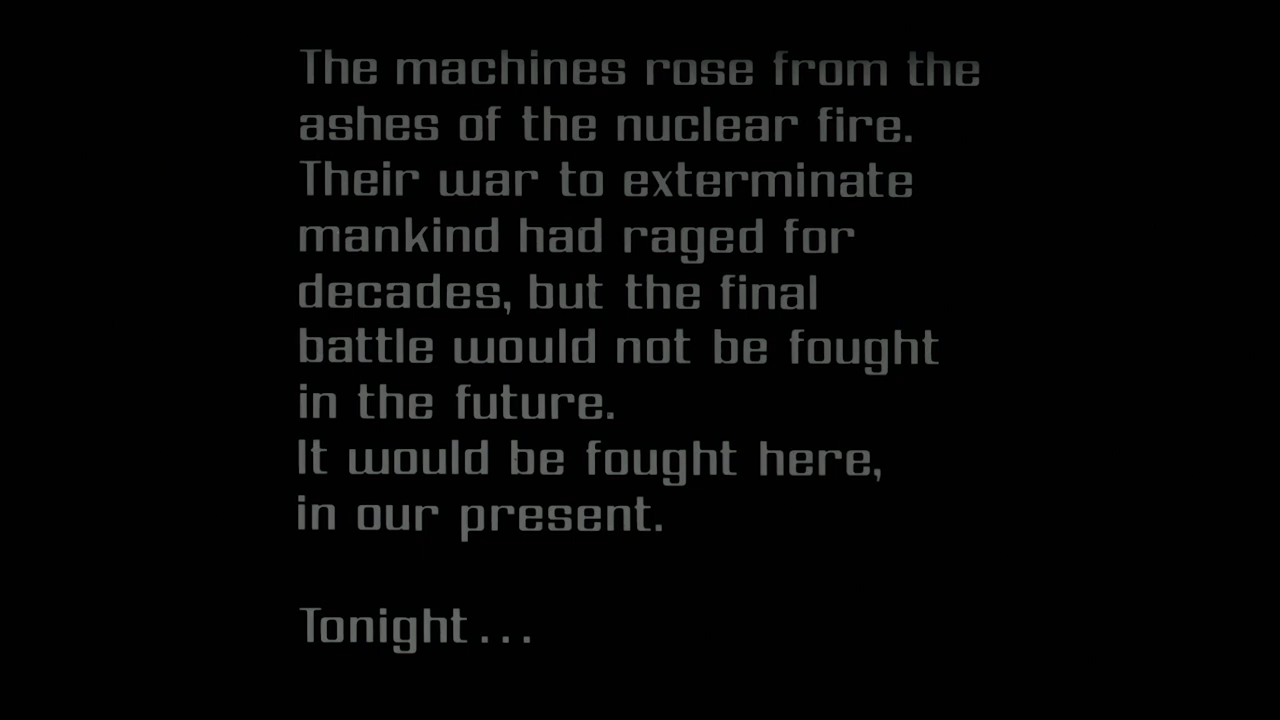 The machines rose from the
ashes of the nuclear fire.
Their war to exterminate
mankind had raged for
decades, but the final
battle would not be fought
in the future.
It would be fought here,
in our present.
Tonight...